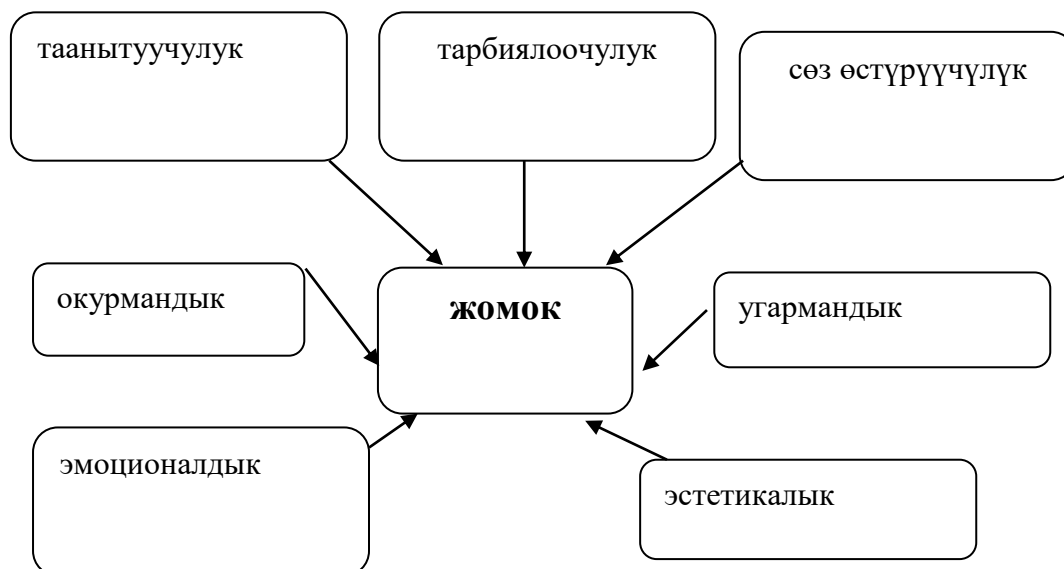 таанытуучулук
тарбиялоочулук
сөз өстүрүүчүлүк
окурмандык
жомок
угармандык
эмоционалдык
эстетикалык